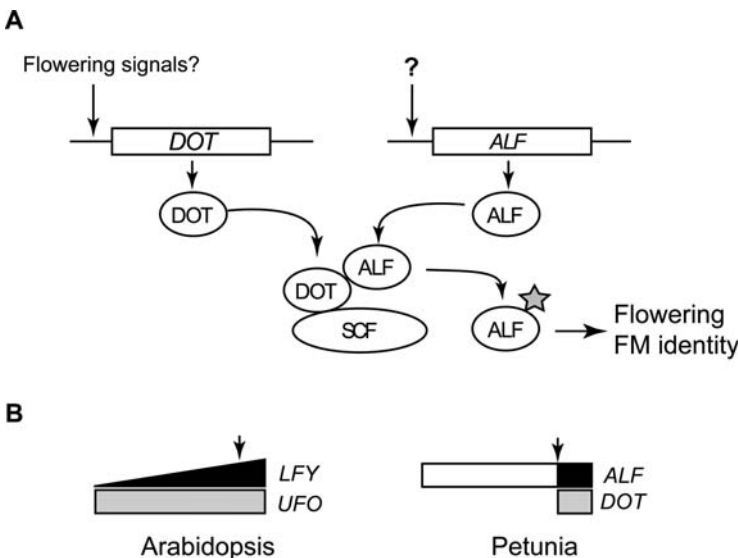 A
Flowering signals?
?
DOT
ALF
DOT
ALF
ALF
DOT
SCF
ALF
Flowering
FM identity
B
LFY
UFO
Arabidopsis
ALF
DOT
Petunia